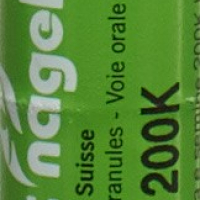 nagel
Suisse
ranules - Voie orale
200K